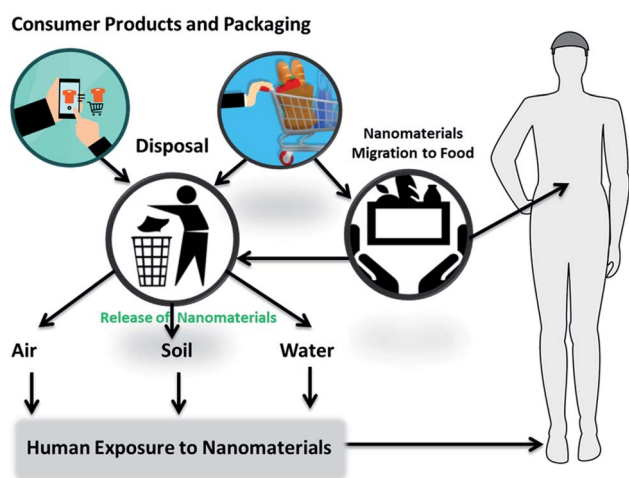 Consumer Products and Packaging
Disposal
Nanomaterials
Migration to Food
Release of Nanomaterials
Air
Soil
Water
Human Exposure to Nanomaterials